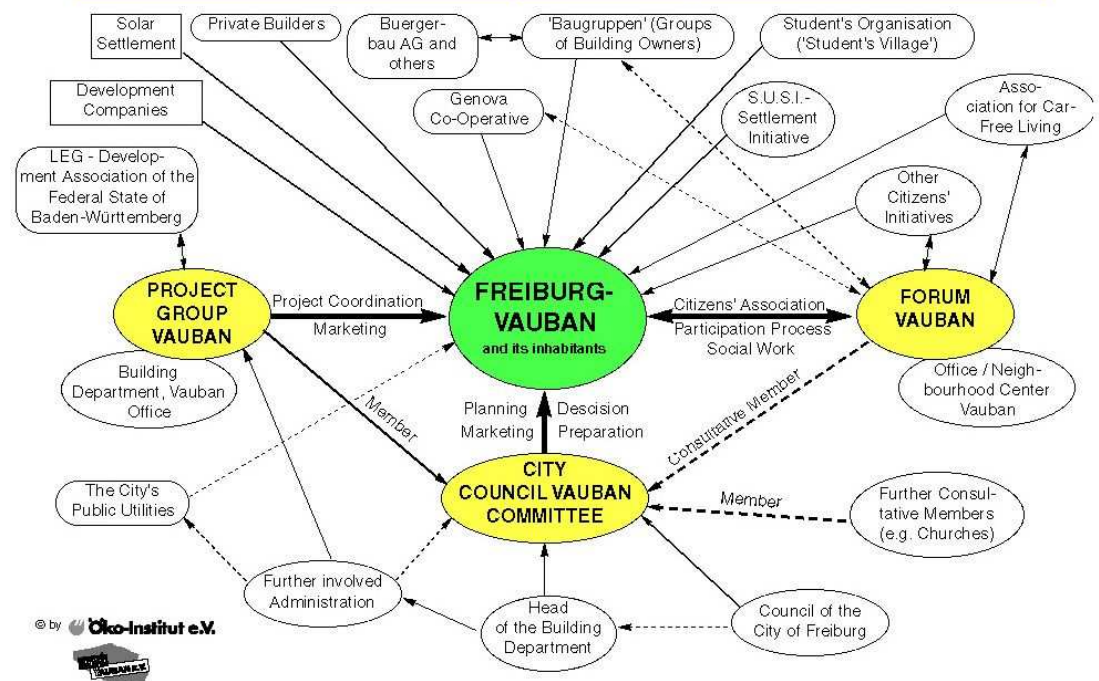 Solar
Settlement
Private Builders
Buerger-
bau AG and
others
'Baugruppen' (Groups
of Building Owners)
Student's Organisation
('Student's Village')
Development
Companies
Genova
Co-Operative
S.U.S.I.-
Settlement
Initiative
Asso-
ciation for Car-
Free Living
LEG - Develop-
ment Association of the
Federal State of
Baden-Württemberg
Other
Citizens'
Initiatives
PROJECT
GROUP
VAUBAN
Project Coordination
Marketing
FREIBURG-
VAUBAN
and its inhabitants
Citizens' Association
Participation Process
Social Work
FORUM
VAUBAN
Building
Department, Vauban
Office
Office / Neigh-
bourhood Center
Vauban
Member
Planning
Marketing
Descision
Preparation
Consultative Member
CITY
COUNCIL VAUBAN
COMMITTEE
Member
The City's
Public Utilities
Further Consul-
tative Members
(e.g. Churches)
Further involved
Administration
Head
of the Building
Department
Council of the
City of Freiburg
© by Öko-Institut e.V.
VAUBAN e.V.